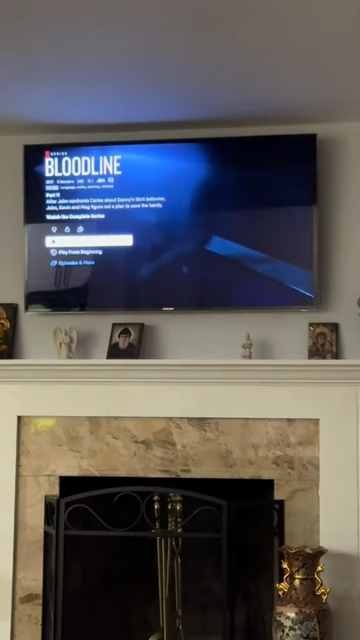 SERIES
BLOODLINE
Part 11
After John confronts Carlos about Danny's illicit behavior,
John, Kevin and Meg figure out a plan to save the family.
Watch the Complete Series
Play From Beginning
Episodes & More
SAMSUNG